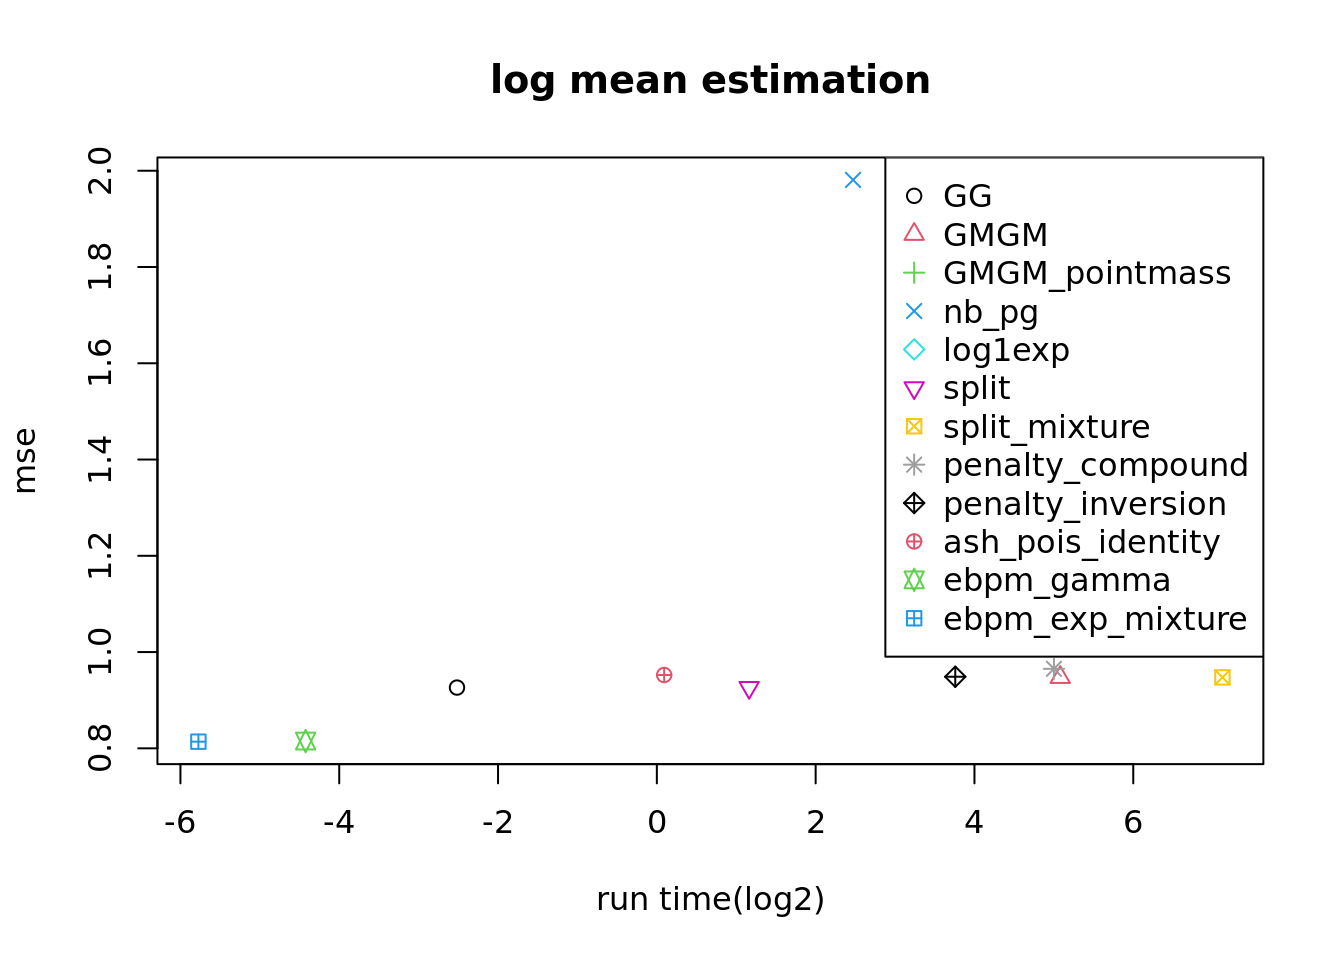 log mean estimation
mse
2.0
1.8
1.6
1.4
1.2
1.0
0.8
GG
GMGM
GMGM_pointmass
nb_pg
log1exp
split
split_mixture
penalty_compound
penalty_inversion
ash_pois_identity
ebpm_gamma
ebpm_exp_mixture
-6 -4 -2 0 2 4 6
run time(log2)